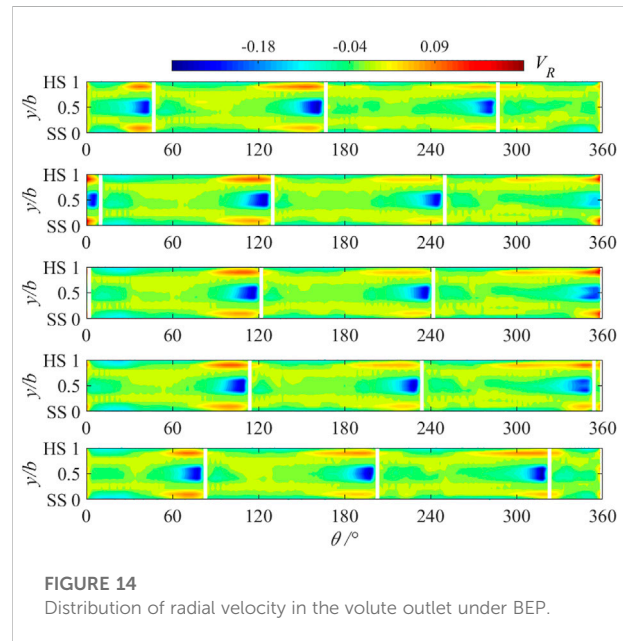 -0.18 -0.04 0.09
V_R
HS 1
y/b 0.5
SS 0
0 60 120 180 240 300 360
HS 1
y/b 0.5
SS 0
0 60 120 180 240 300 360
HS 1
y/b 0.5
SS 0
0 60 120 180 240 300 360
HS 1
y/b 0.5
SS 0
0 60 120 180 240 300 360
HS 1
y/b 0.5
SS 0
0 60 120 180 240 300 360
θ /°
FIGURE 14
Distribution of radial velocity in the volute outlet under BEP.